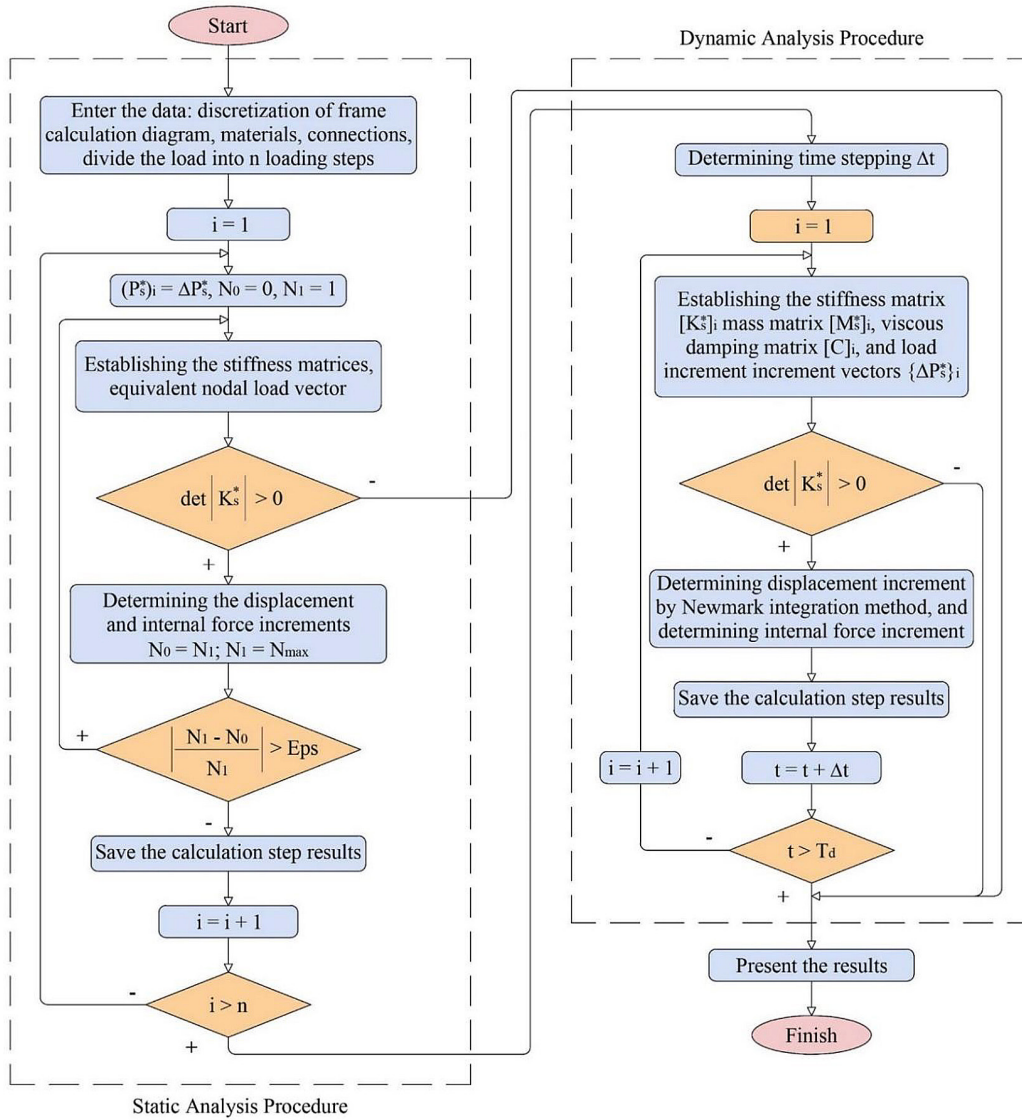 Start
Enter the data: discretization of frame
calculation diagram, materials, connections,
divide the load into n loading steps
i = 1
(P*s)i = ΔP*s, N0 = 0, N1 = 1
Establishing the stiffness matrices,
equivalent nodal load vector
det |K*s| > 0
-
+
Determining the displacement
and internal force increments
N0 = N1; N1 = Nmax
|(N1 - N0) / N1| > Eps
+
-
Save the calculation step results
i = i + 1
i > n
-
+
Static Analysis Procedure
Dynamic Analysis Procedure
Determining time stepping Δt
i = 1
Establishing the stiffness matrix
[K*s]i mass matrix [M*s]i, viscous
damping matrix [C]i, and load
increment increment vectors {ΔP*s}i
det |K*s| > 0
-
+
Determining displacement increment
by Newmark integration method, and
determining internal force increment
Save the calculation step results
i = i + 1
t = t + Δt
t > Td
-
+
Present the results
Finish